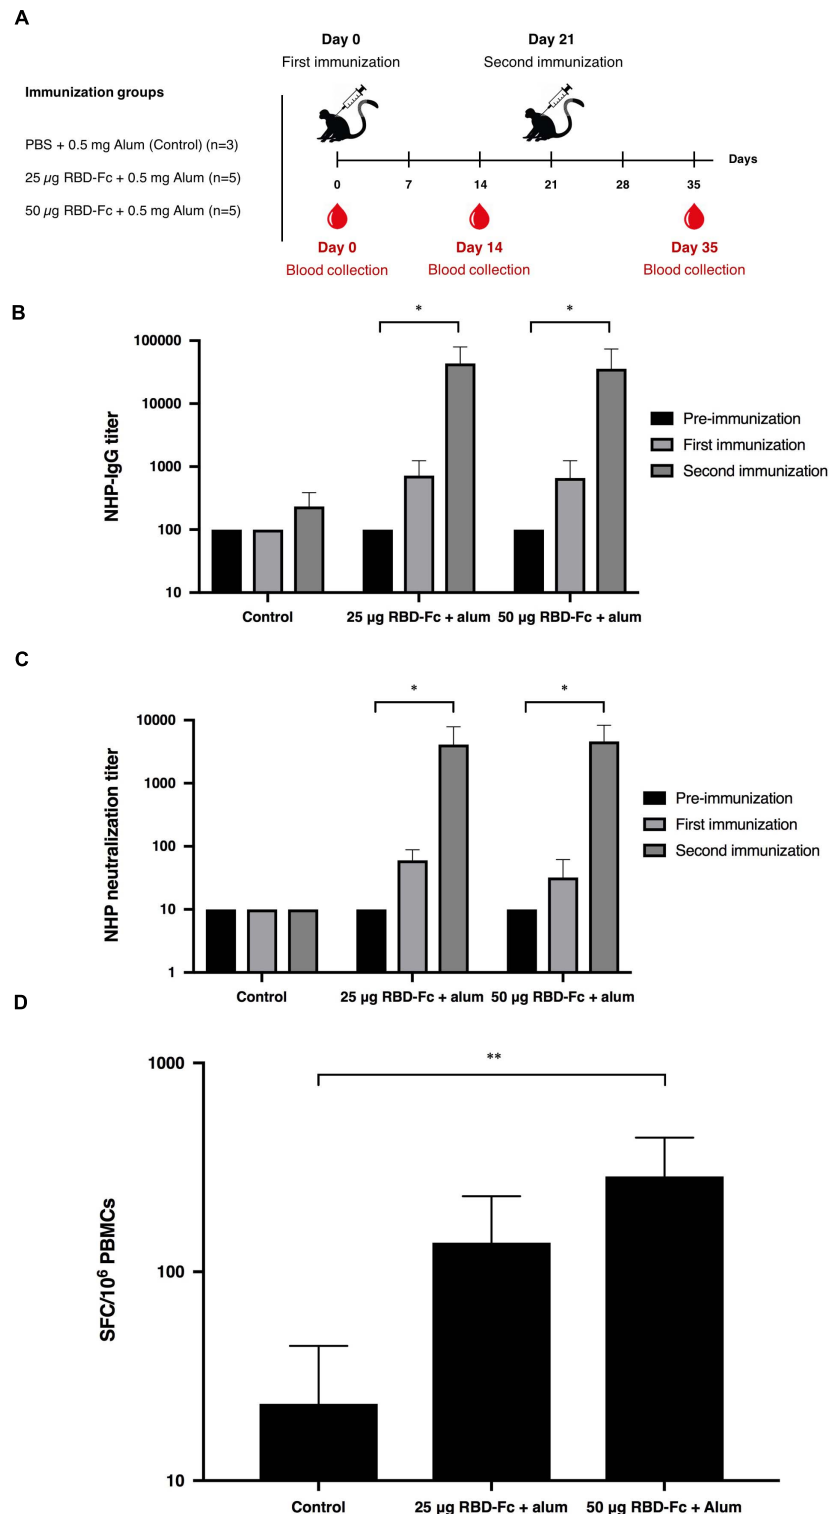 A
Day 0
First immunization
Day 21
Second immunization
Immunization groups
PBS + 0.5 mg Alum (Control) (n=3)
25 µg RBD-Fc + 0.5 mg Alum (n=5)
50 µg RBD-Fc + 0.5 mg Alum (n=5)
Days
0 7 14 21 28 35
Day 0
Blood collection
Day 14
Blood collection
Day 35
Blood collection
B
* *
NHP-IgG titer
100000
10000
1000
100
10
Control 25 µg RBD-Fc + alum 50 µg RBD-Fc + alum
Pre-immunization
First immunization
Second immunization
C
* *
NHP neutralization titer
10000
1000
100
10
1
Control 25 µg RBD-Fc + alum 50 µg RBD-Fc + alum
Pre-immunization
First immunization
Second immunization
D
**
SFC/10⁶ PBMCs
1000
100
10
Control 25 µg RBD-Fc + alum 50 µg RBD-Fc + Alum